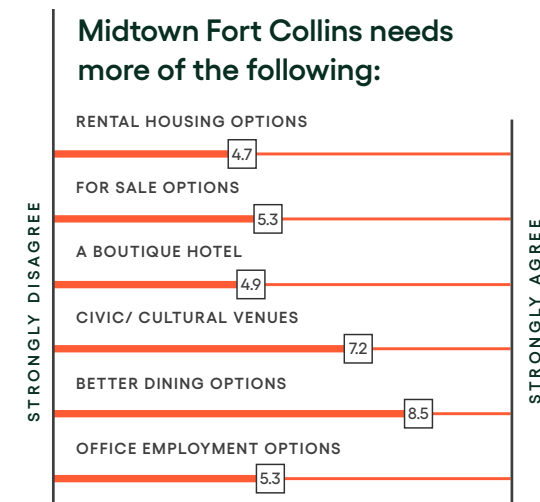 Midtown Fort Collins needs
more of the following:
RENTAL HOUSING OPTIONS
4.7
FOR SALE OPTIONS
5.3
A BOUTIQUE HOTEL
4.9
CIVIC/ CULTURAL VENUES
7.2
BETTER DINING OPTIONS
8.5
OFFICE EMPLOYMENT OPTIONS
5.3
STRONGLY DISAGREE
STRONGLY AGREE